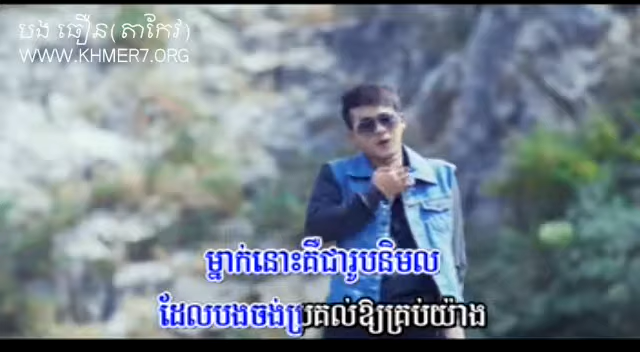 បង ធឿន(តាកែវ)
WWW.KHMER7.ORG
ម្នាក់នោះគឺជារូបនិមល
ដែលបងចង់ប្រគល់ឱ្យគ្រប់យ៉ាង